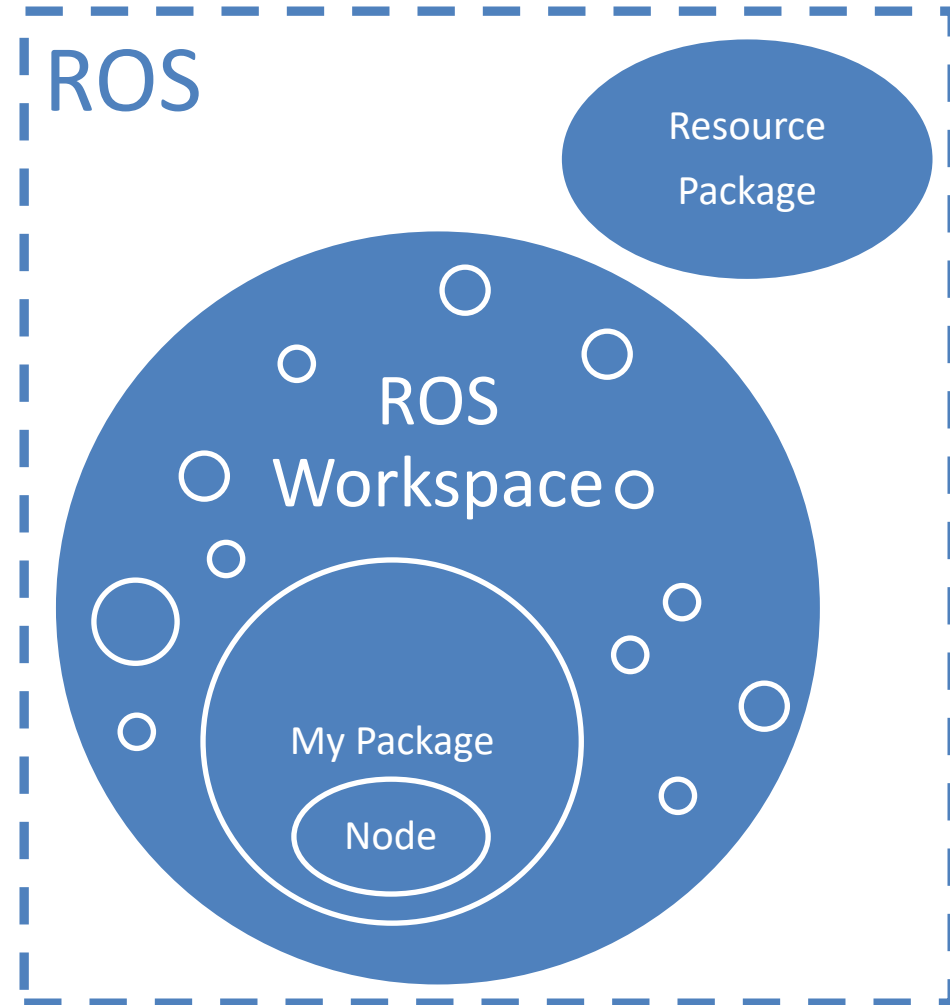 ROS
Resource
Package
ROS
Workspace
My Package
Node